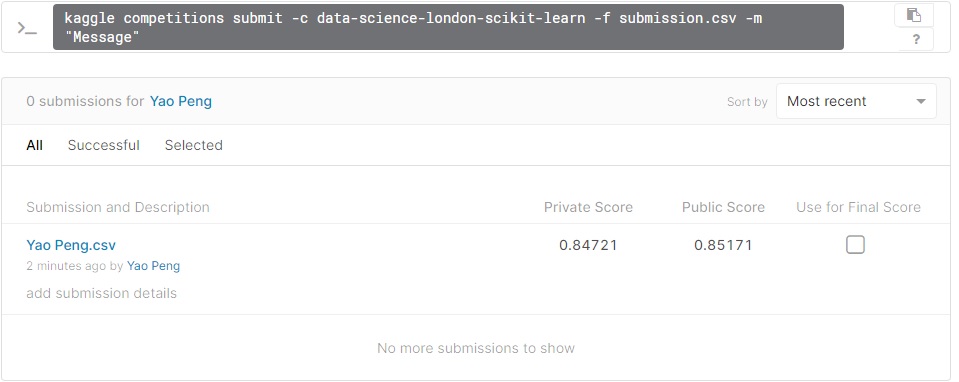 kaggle competitions submit -c data-science-london-scikit-learn -f submission.csv -m
"Message"
?
0 submissions for Yao Peng
Sort by Most recent
All Successful Selected
Submission and Description Private Score Public Score Use for Final Score
Yao Peng.csv 0.84721 0.85171
2 minutes ago by Yao Peng
add submission details
No more submissions to show